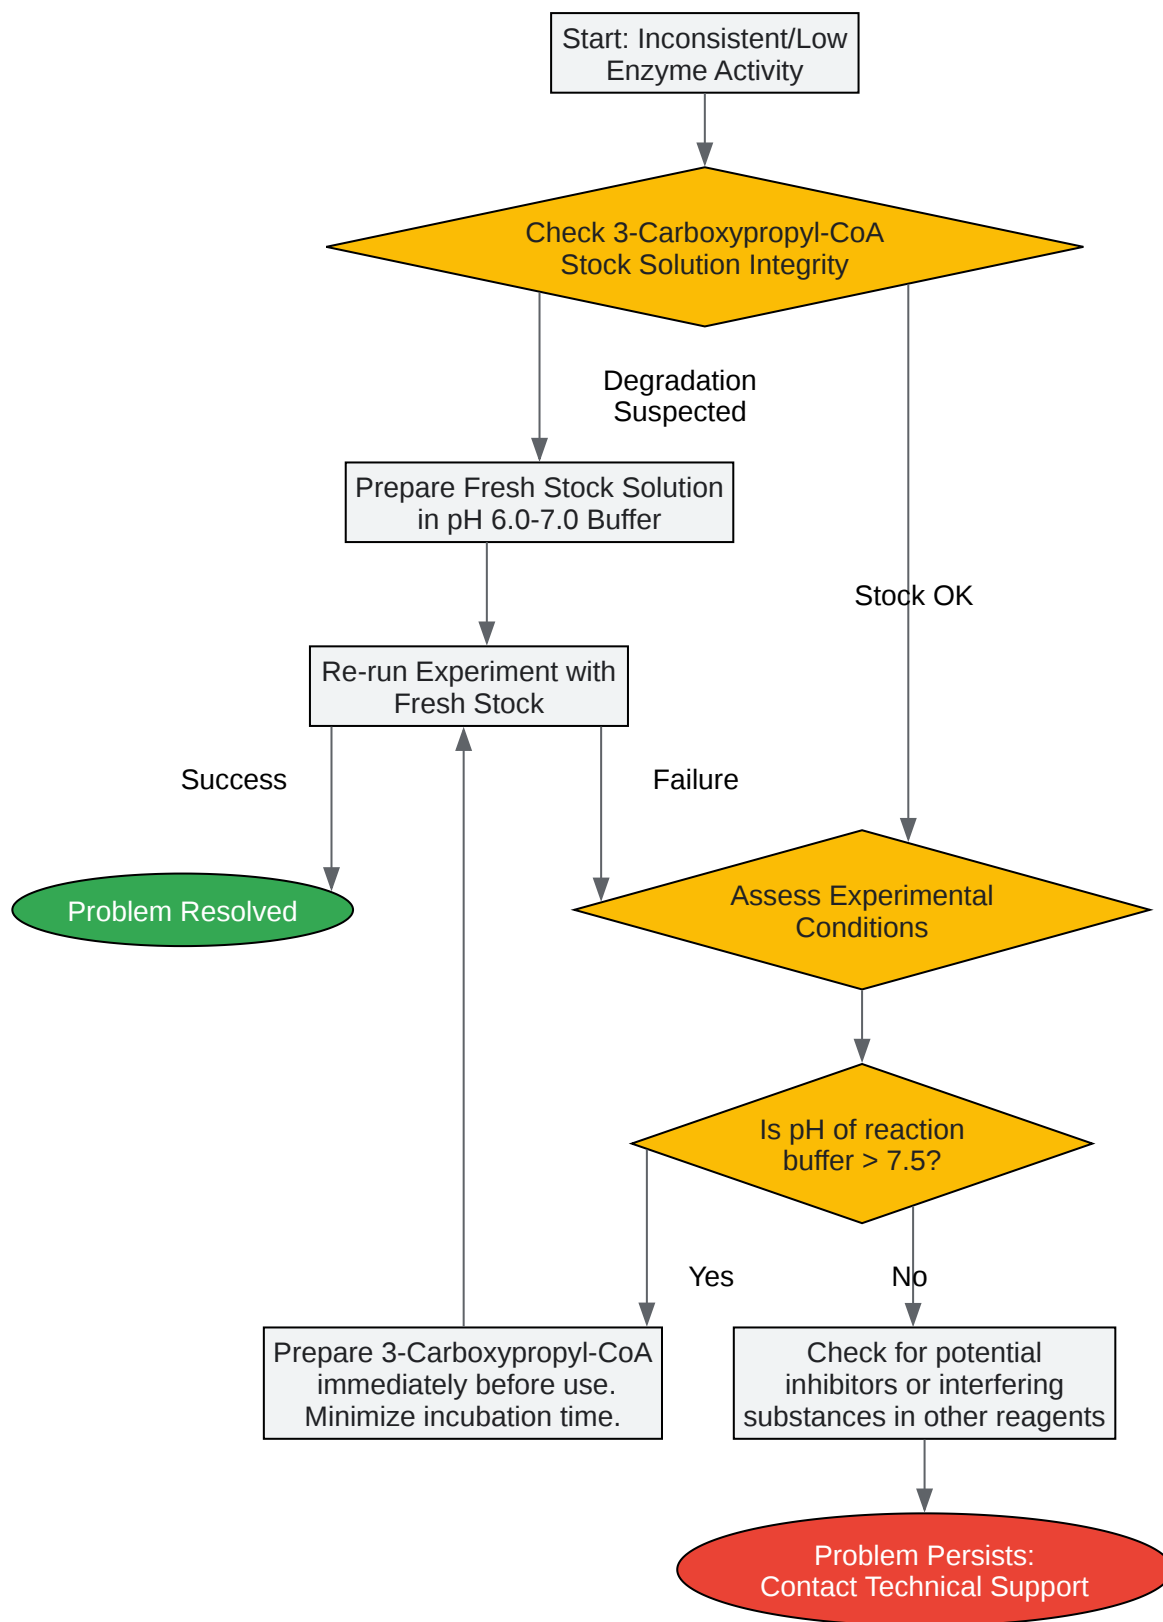 Start: Inconsistent/Low
Enzyme Activity
Check 3-Carboxypropyl-CoA
Stock Solution Integrity
Degradation
Suspected
Prepare Fresh Stock Solution
in pH 6.0-7.0 Buffer
Stock OK
Re-run Experiment with
Fresh Stock
Success
Failure
Problem Resolved
Assess Experimental
Conditions
Is pH of reaction
buffer > 7.5?
Yes
No
Prepare 3-Carboxypropyl-CoA
immediately before use.
Minimize incubation time.
Check for potential
inhibitors or interfering
substances in other reagents
Problem Persists:
Contact Technical Support